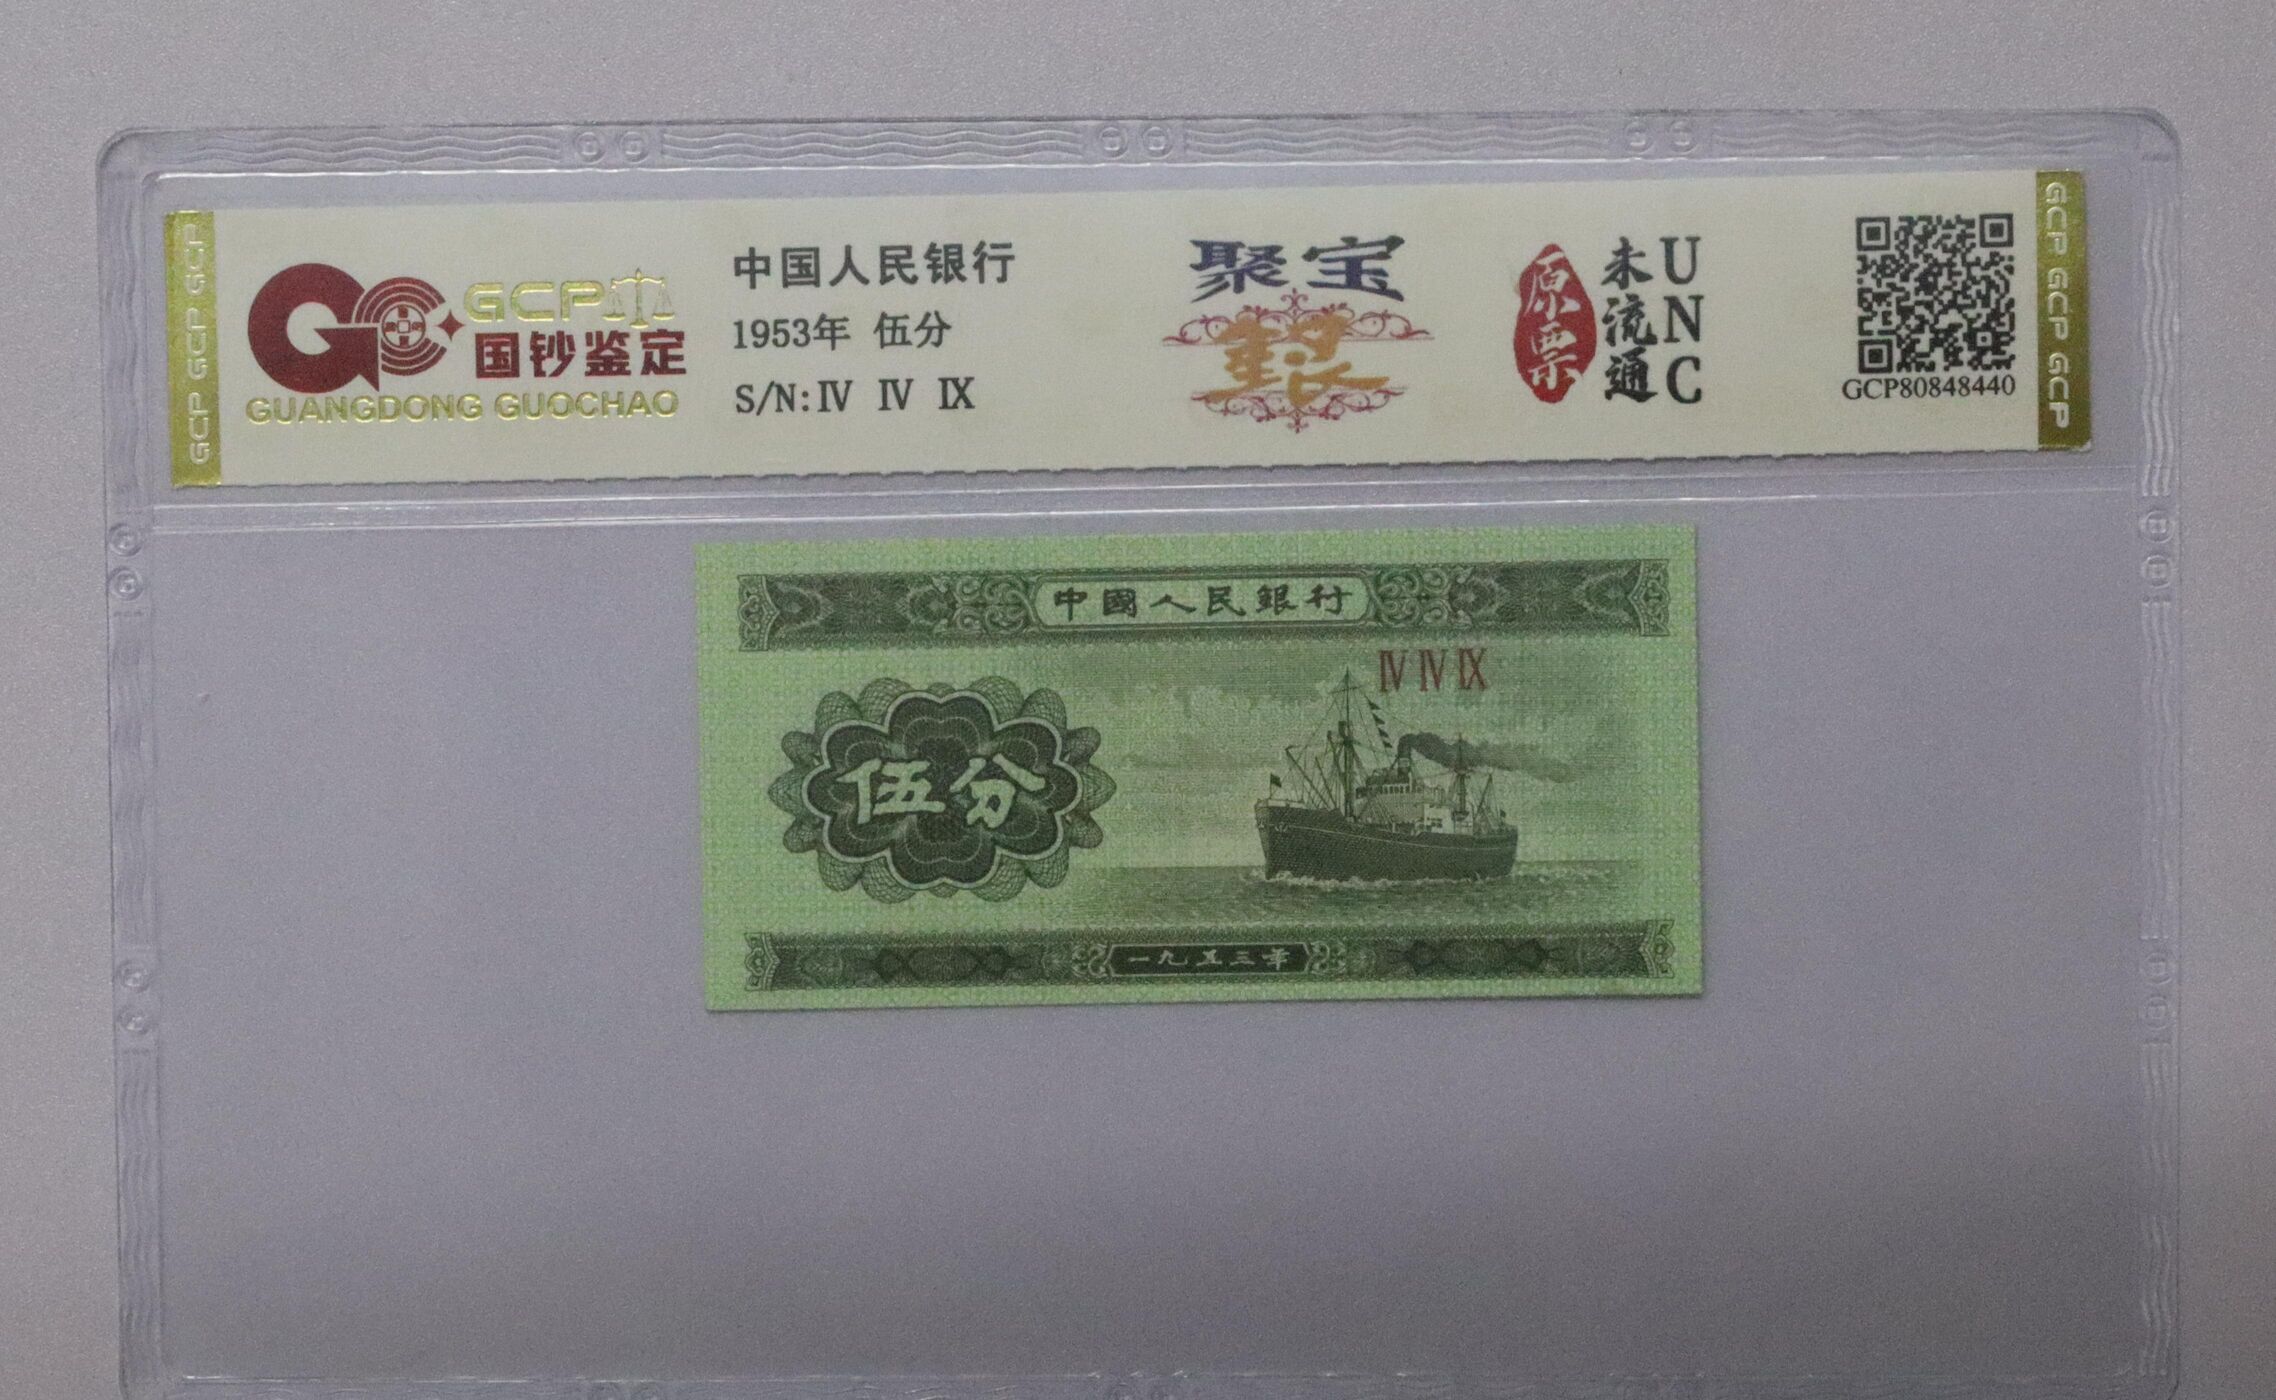 GCP GCP GCP
GCP
国钞鉴定
GUANGDONG GUOCHAO
中国人民银行
1953年 伍分
S/N: Ⅳ Ⅳ Ⅸ
聚宝
原票
未流通
UNC
GCP80848440
GCP GCP GCP
中國人民銀行
Ⅳ Ⅳ Ⅸ
伍分
一九五三年